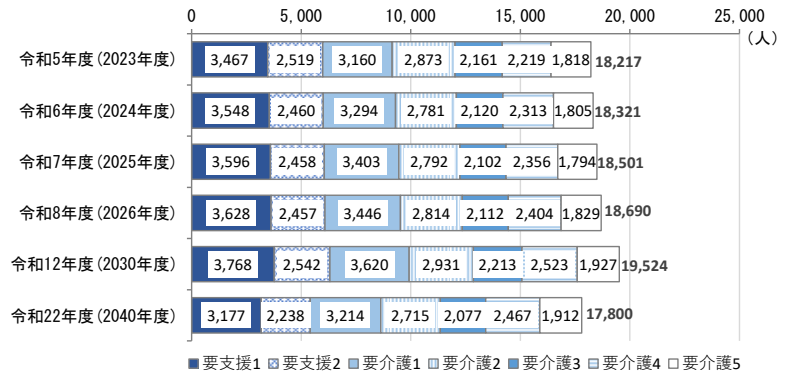 0 5,000 10,000 15,000 20,000 25,000
(人)
令和5年度(2023年度) 3,467 2,519 3,160 2,873 2,161 2,219 1,818 18,217
令和6年度(2024年度) 3,548 2,460 3,294 2,781 2,120 2,313 1,805 18,321
令和7年度(2025年度) 3,596 2,458 3,403 2,792 2,102 2,356 1,794 18,501
令和8年度(2026年度) 3,628 2,457 3,446 2,814 2,112 2,404 1,829 18,690
令和12年度(2030年度) 3,768 2,542 3,620 2,931 2,213 2,523 1,927 19,524
令和22年度(2040年度) 3,177 2,238 3,214 2,715 2,077 2,467 1,912 17,800
要支援1 要支援2 要介護1 要介護2 要介護3 要介護4 要介護5